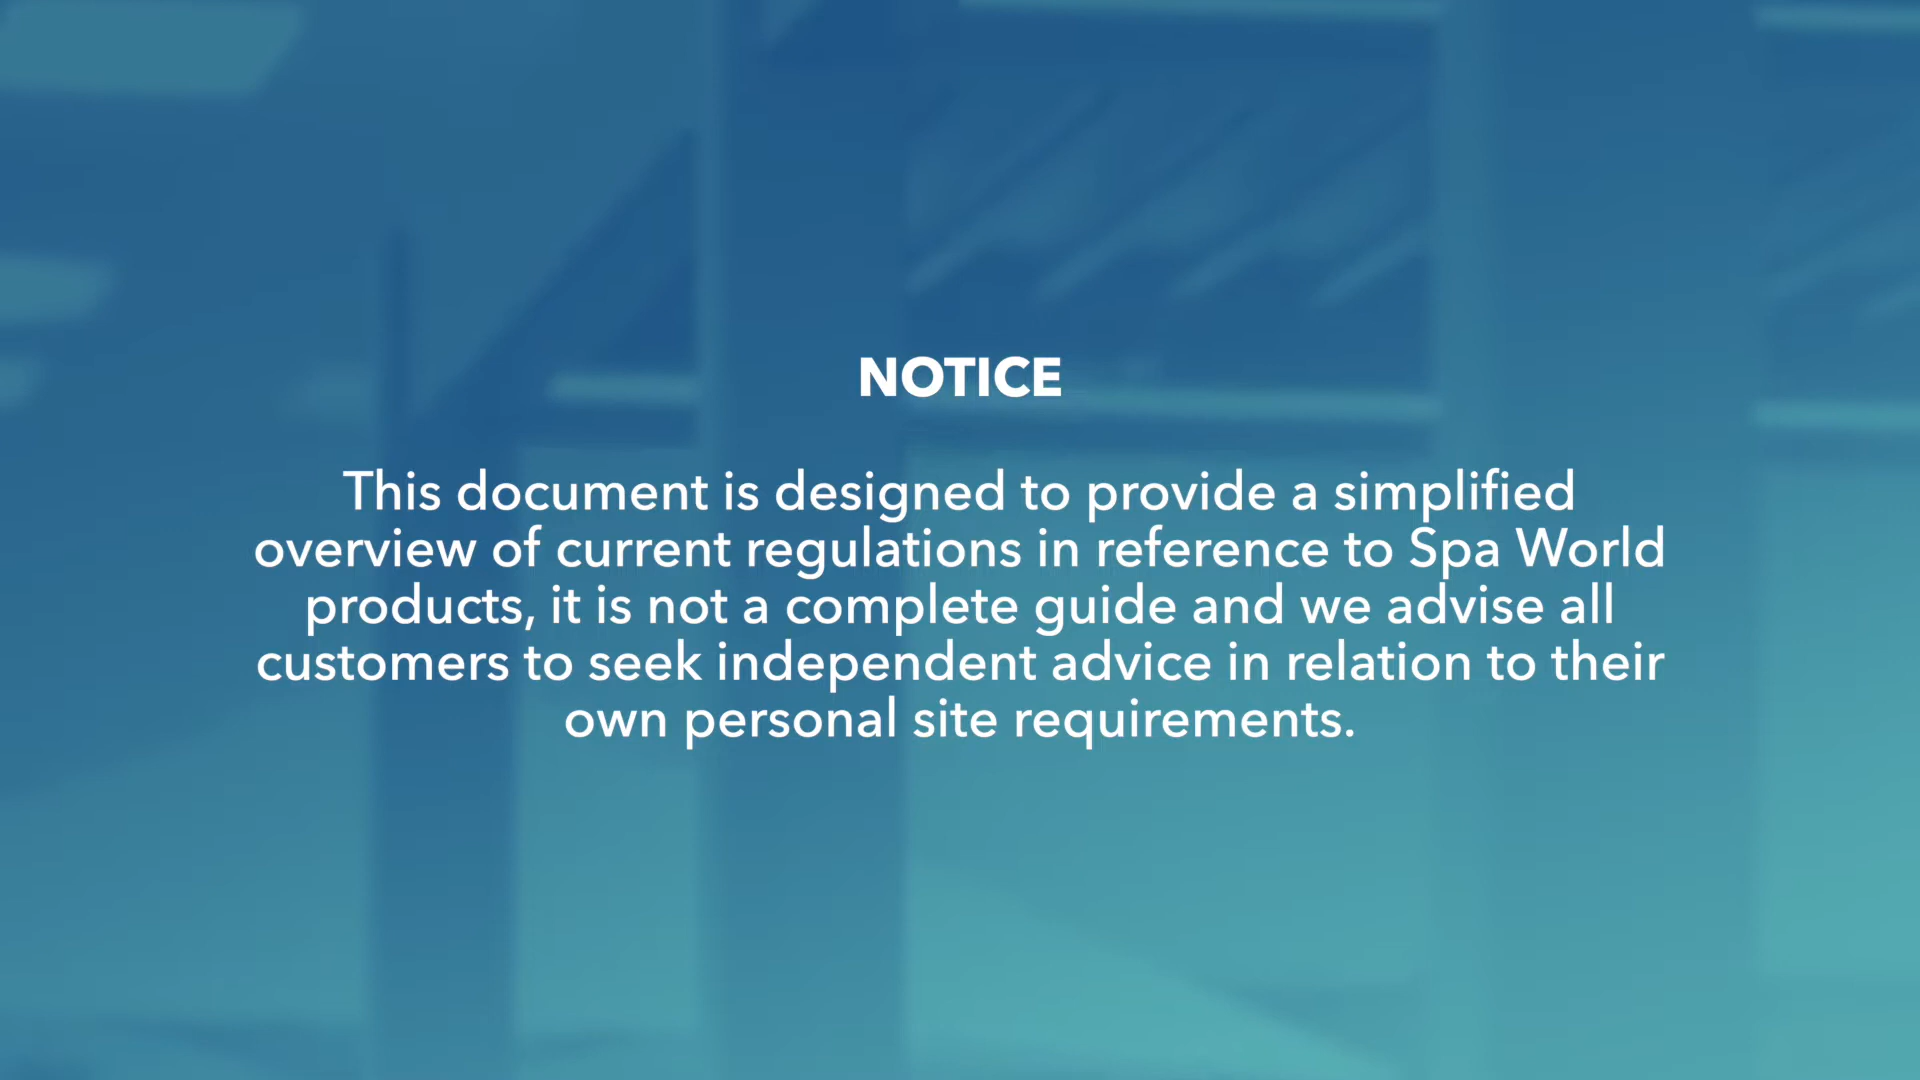 NOTICE
This document is designed to provide a simplified
overview of current regulations in reference to Spa World
products, it is not a complete guide and we advise all
customers to seek independent advice in relation to their
own personal site requirements.